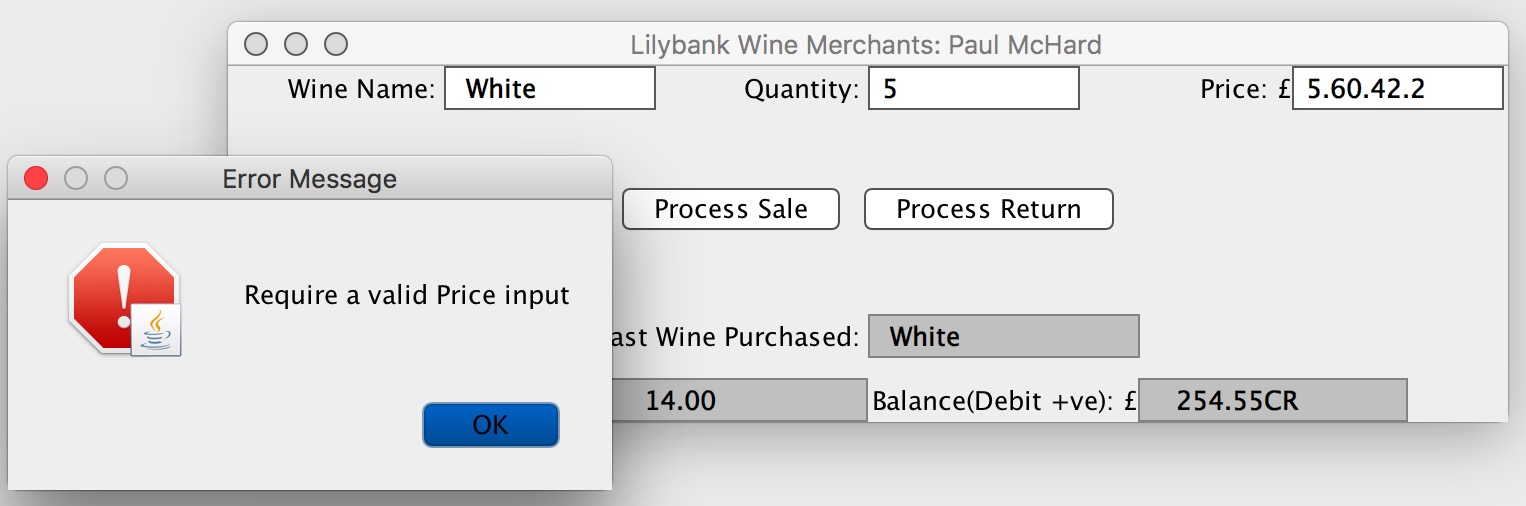 Lilybank Wine Merchants: Paul McHard
Wine Name: White Quantity: 5 Price: £5.60.42.2
Error Message
Process Sale Process Return
Require a valid Price input
Wine Purchased: White
14.00 Balance(Debit +ve): £ 254.55CR
OK